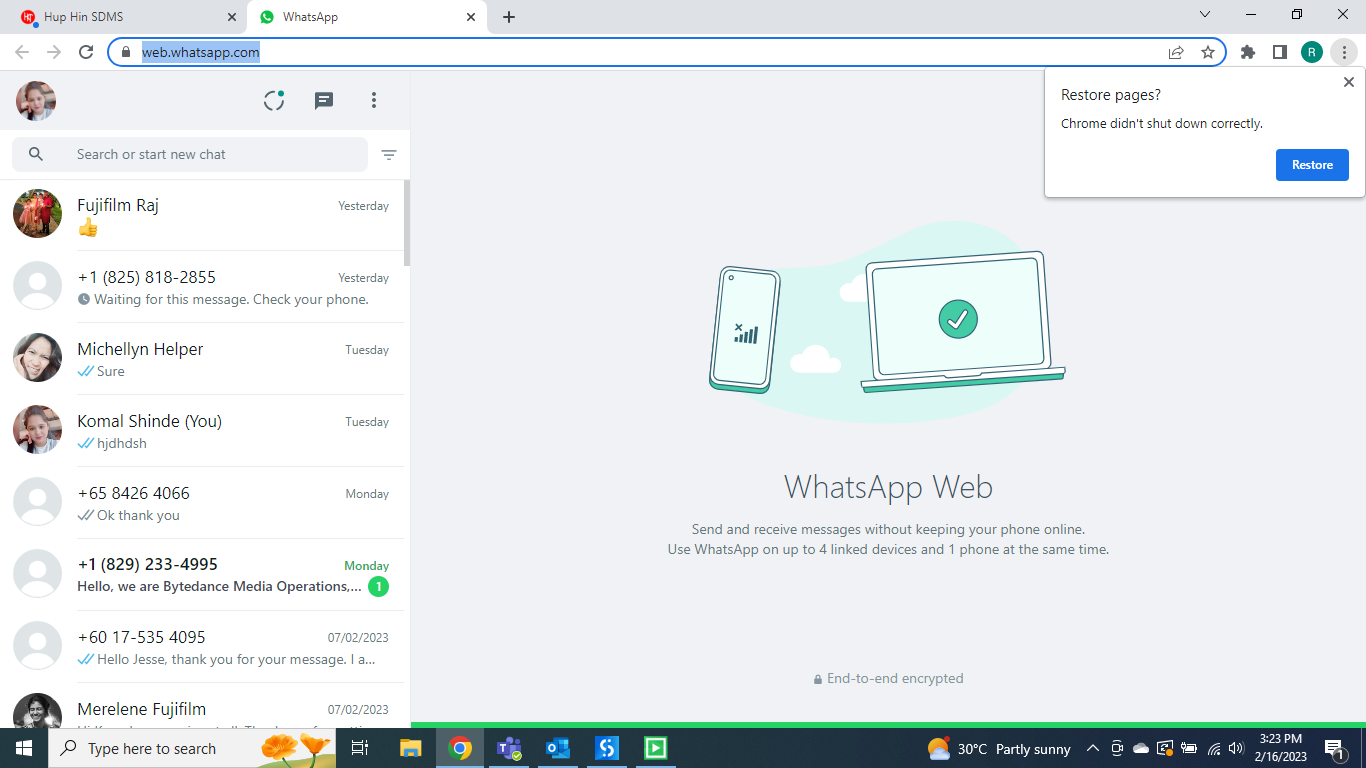 Hup Hin SDMS
WhatsApp
web.whatsapp.com
R
Restore pages?
Chrome didn't shut down correctly.
Restore
Search or start new chat
Fujifilm Raj
Yesterday
+1 (825) 818-2855
Yesterday
Waiting for this message. Check your phone.
Michellyn Helper
Tuesday
Sure
Komal Shinde (You)
Tuesday
hjdhdsh
+65 8426 4066
Monday
Ok thank you
+1 (829) 233-4995
Monday
Hello, we are Bytedance Media Operations,...
1
+60 17-535 4095
07/02/2023
Hello Jesse, thank you for your message. I a...
Merelene Fujifilm
07/02/2023
WhatsApp Web
Send and receive messages without keeping your phone online.
Use WhatsApp on up to 4 linked devices and 1 phone at the same time.
End-to-end encrypted
Type here to search
30°C Partly sunny
3:23 PM
2/16/2023
1